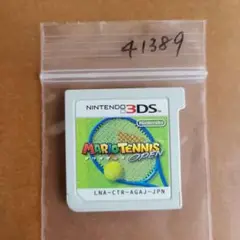 41389
NINTENDO 3DS
Nintendo
MARIO TENNIS
OPEN
LNA-CTR-AGAJ-JPN